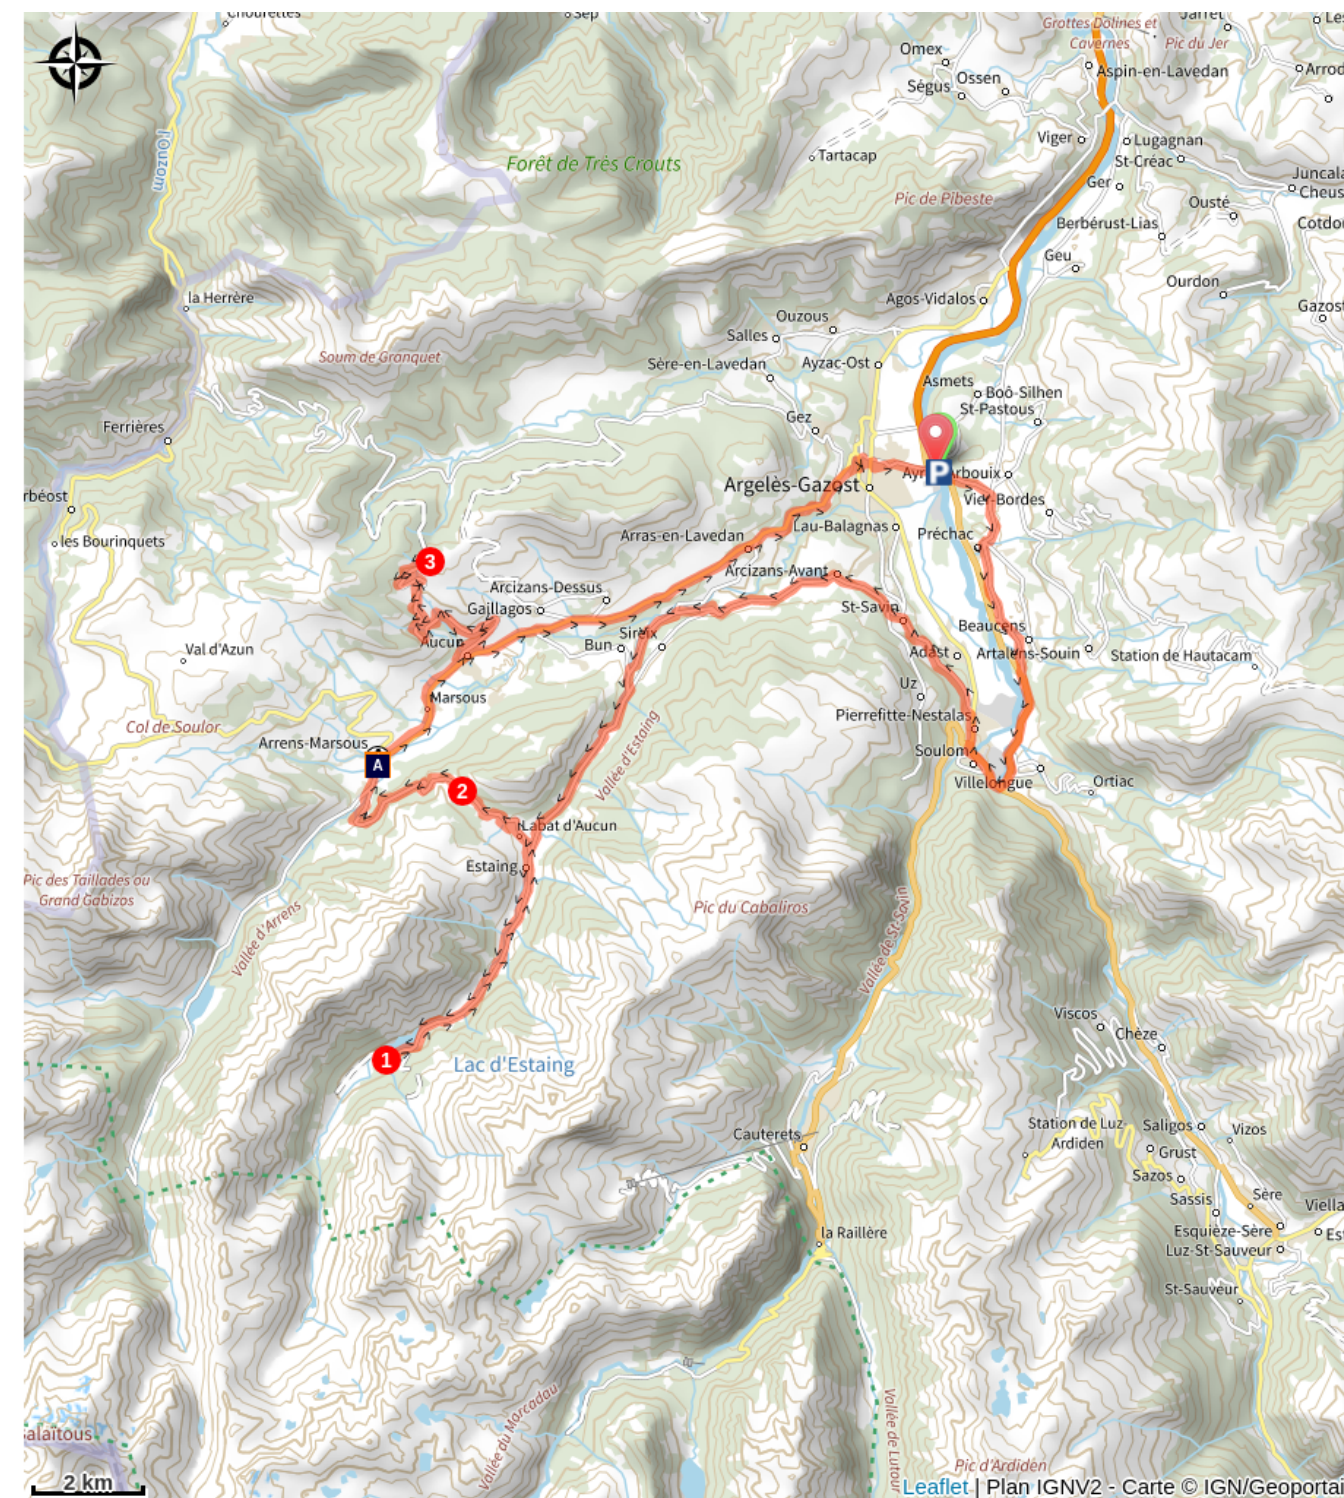 Chourettes
Sep
Grottes Dolines et
Cavernes
Jarret
Pic du Jer
Omex
Aspin-en-Lavedan
Ossen
Ségus
l'Ouzom
Viger
Lugagnan
St-Créac
Tartacap
Forêt de Très Crouts
Ger
Pic de Pibeste
Ousté
Berbérust-Lias
Geu
Ourdon
la Herrère
Agos-Vidalos
Ouzous
Salles
Soum de Granquet
Sère-en-Lavedan
Ayzac-Ost
Asmets
Boô-Silhen
St-Pastous
Gez
Ferrières
P
Argelès-Gazost
Vier-Bordes
les Bourinquets
Arras-en-Lavedan
Lau-Balagnas
Préchac
3
Arcizans-Avant
Arcizans-Dessus
Gaillagos
St-Savin
Beaucens
Aucun
Bun
Sireix
Adast
Artalens-Souin
Station de Hautacam
Val d'Azun
Uz
Marsous
Pierrefitte-Nestalas
Col de Soulor
Arrens-Marsous
A
Vallée d'Estaing
Soulom
Villelongue
Ortiac
2
Labat d'Aucun
Estaing
Pic des Taillades ou
Grand Gabizos
Pic du Cabaliros
Vallée d'Arrens
Vallée de St-Savin
Viscos
Chèze
1
Lac d'Estaing
Cauterets
Station de Luz
Ardiden
Saligos
Vizos
Grust
Sazos
Sassis
Sère
la Raillère
Esquièze-Sère
Luz-St-Sauveur
St-Sauveur
Vallée du Marcadau
Vallée de Lutour
Pic d'Ardiden
2 km
Leaflet | Plan IGNV2 - Carte © IGN/Geoportai